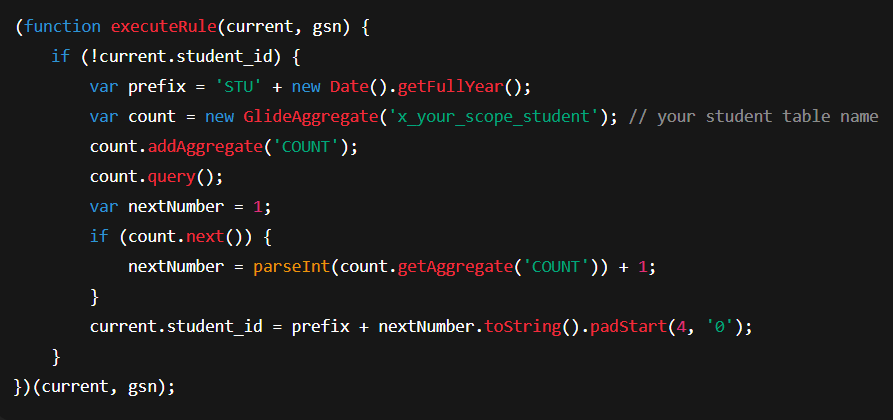 (function executeRule(current, gsn) {
    if (!current.student_id) {
        var prefix = 'STU' + new Date().getFullYear();
        var count = new GlideAggregate('x_your_scope_student'); // your student table name
        count.addAggregate('COUNT');
        count.query();
        var nextNumber = 1;
        if (count.next()) {
            nextNumber = parseInt(count.getAggregate('COUNT')) + 1;
        }
        current.student_id = prefix + nextNumber.toString().padStart(4, '0');
    }
})(current, gsn);